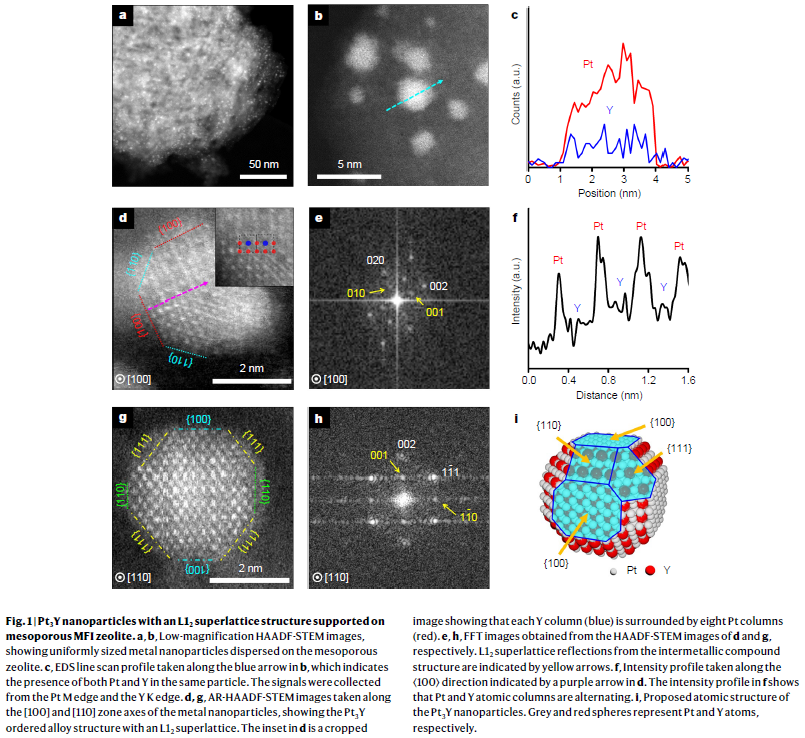 a
50 nm
b
5 nm
c
Counts (a.u.)
Pt
Y
0 1 2 3 4 5
Position (nm)
d
{100}
{110}
{100}
{110}
[100]
2 nm
e
020
010
002
001
[100]
f
Intensity (a.u.)
Pt
Pt
Pt
Pt
Y
Y
Y
0.0 0.4 0.8 1.2 1.6
Distance (nm)
g
{100}
{111}
{111}
{110}
{110}
{111}
{111}
{001}
[110]
2 nm
h
002
001
1̄11
1̄10
[110]
i
{110}
{100}
{111}
{100}
Pt Y
Fig. 1 | Pt₃Y nanoparticles with an L1₂ superlattice structure supported on
mesoporous MFI zeolite. a, b, Low-magnification HAADF-STEM images,
showing uniformly sized metal nanoparticles dispersed on the mesoporous
zeolite. c, EDS line scan profile taken along the blue arrow in b, which indicates
the presence of both Pt and Y in the same particle. The signals were collected
from the Pt M edge and the Y K edge. d, g, AR-HAADF-STEM images taken along
the [100] and [110] zone axes of the metal nanoparticles, showing the Pt₃Y
ordered alloy structure with an L1₂ superlattice. The inset in d is a cropped
image showing that each Y column (blue) is surrounded by eight Pt columns
(red). e, h, FFT images obtained from the HAADF-STEM images of d and g,
respectively. L1₂ superlattice reflections from the intermetallic compound
structure are indicated by yellow arrows. f, Intensity profile taken along the
⟨100⟩ direction indicated by a purple arrow in d. The intensity profile in f shows
that Pt and Y atomic columns are alternating. i, Proposed atomic structure of
the Pt₃Y nanoparticles. Grey and red spheres represent Pt and Y atoms,
respectively.